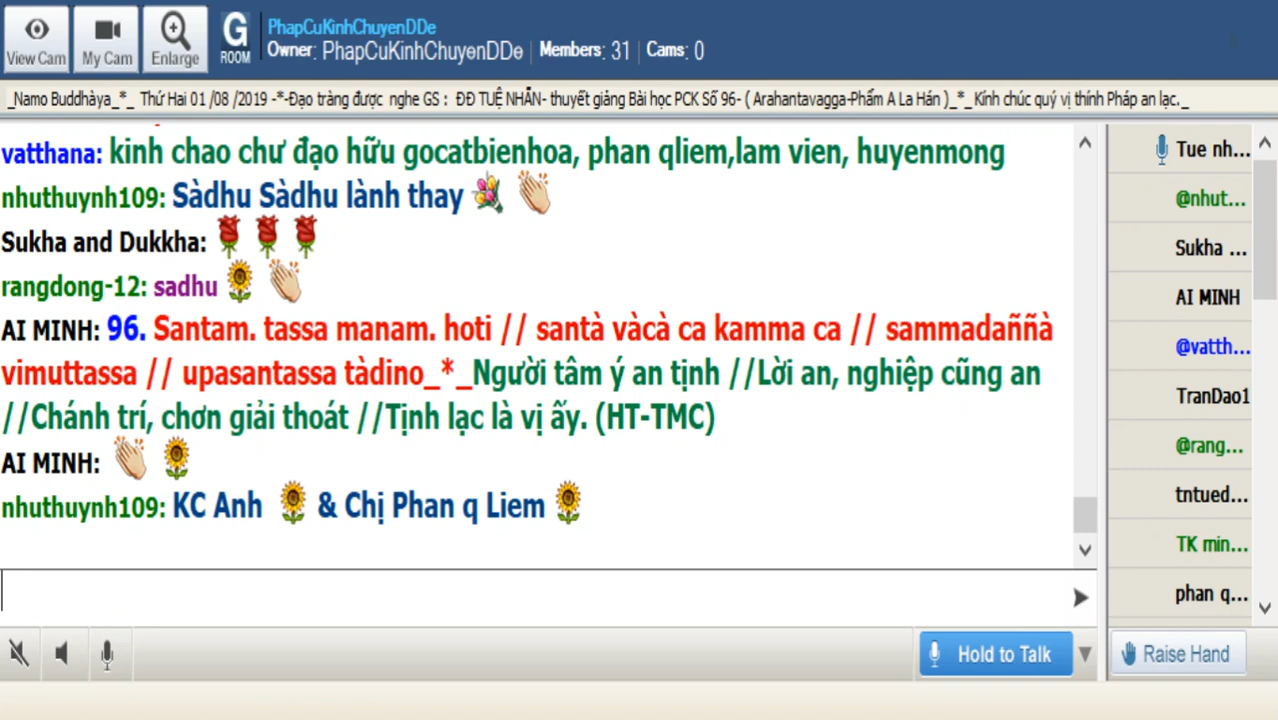 View Cam
My Cam
Enlarge
G
ROOM
PhapCuKinhChuyenDDe
Owner: PhapCuKinhChuyenDDe | Members: 31 | Cams: 0
_Namo Buddhàya_*_ Thứ Hai 01 /08 /2019 -*-Đạo tràng được nghe GS : ĐĐ TUỆ NHẪN- thuyết giảng Bài học PCK Số 96- ( Arahantavagga-Phẩm A La Hán )_*_ Kính chúc quý vị thính Pháp an lạc._
vatthana: kinh chao chư đạo hữu gocatbienhoa, phan qliem,lam vien, huyenmong
nhuthuynh109: Sàdhu Sàdhu lành thay
Sukha and Dukkha:
rangdong-12: sadhu
AI MINH: 96. Santam. tassa manam. hoti // santà vàcà ca kamma ca // sammadaññà
vimuttassa // upasantassa tàdino_*_Người tâm ý an tịnh //Lời an, nghiệp cũng an
//Chánh trí, chơn giải thoát //Tịnh lạc là vị ấy. (HT-TMC)
AI MINH:
nhuthuynh109: KC Anh & Chị Phan q Liem
Tue nh...
@nhut...
Sukha ...
AI MINH
@vatth...
TranDao1
@rang...
tntued...
TK min...
phan q...
Hold to Talk
Raise Hand